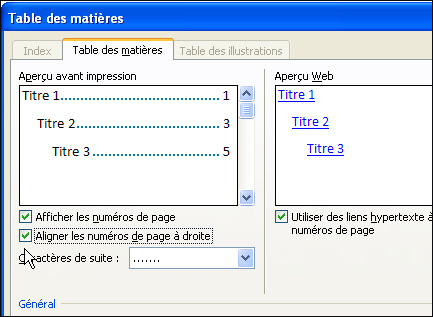 Table des matières
Index Table des matières Table des illustrations
Aperçu avant impression
Titre 1 ........................................ 1
Titre 2 .................................... 3
Titre 3 ................................ 5
Aperçu Web
Titre 1
Titre 2
Titre 3
Afficher les numéros de page
Aligner les numéros de page à droite
Caractères de suite : .......
Utiliser des liens hypertexte à
numéros de page
Général